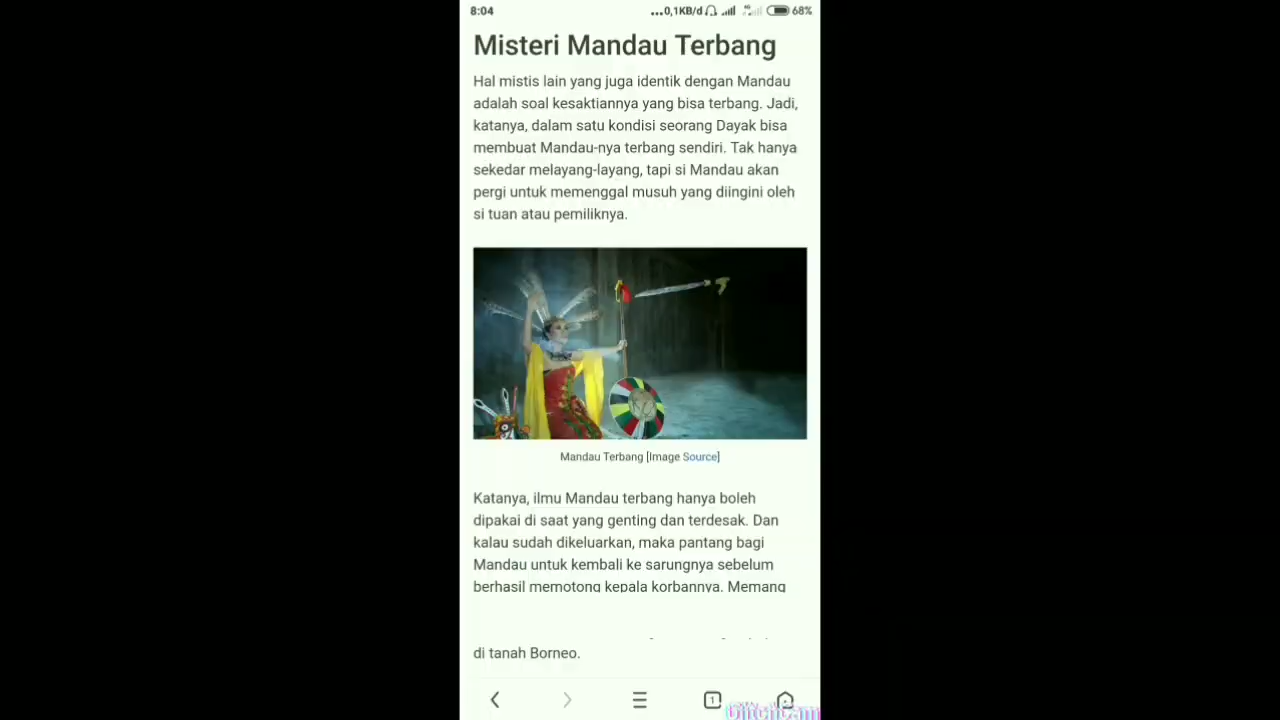 8:04
...0,1KB/d
68%
Misteri Mandau Terbang
Hal mistis lain yang juga identik dengan Mandau
adalah soal kesaktiannya yang bisa terbang. Jadi,
katanya, dalam satu kondisi seorang Dayak bisa
membuat Mandau-nya terbang sendiri. Tak hanya
sekedar melayang-layang, tapi si Mandau akan
pergi untuk memenggal musuh yang diingini oleh
si tuan atau pemiliknya.
Mandau Terbang [Image Source]
Katanya, ilmu Mandau terbang hanya boleh
dipakai di saat yang genting dan terdesak. Dan
kalau sudah dikeluarkan, maka pantang bagi
Mandau untuk kembali ke sarungnya sebelum
berhasil memotong kepala korbannya. Memang
di tanah Borneo.
1
GlitchCam